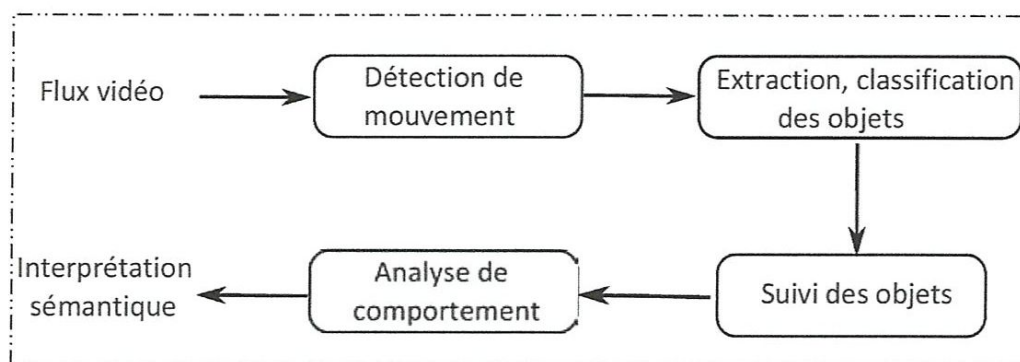 Flux vidéo
Détection de
mouvement
Extraction, classification
des objets
Suivi des objets
Analyse de
comportement
Interprétation
sémantique